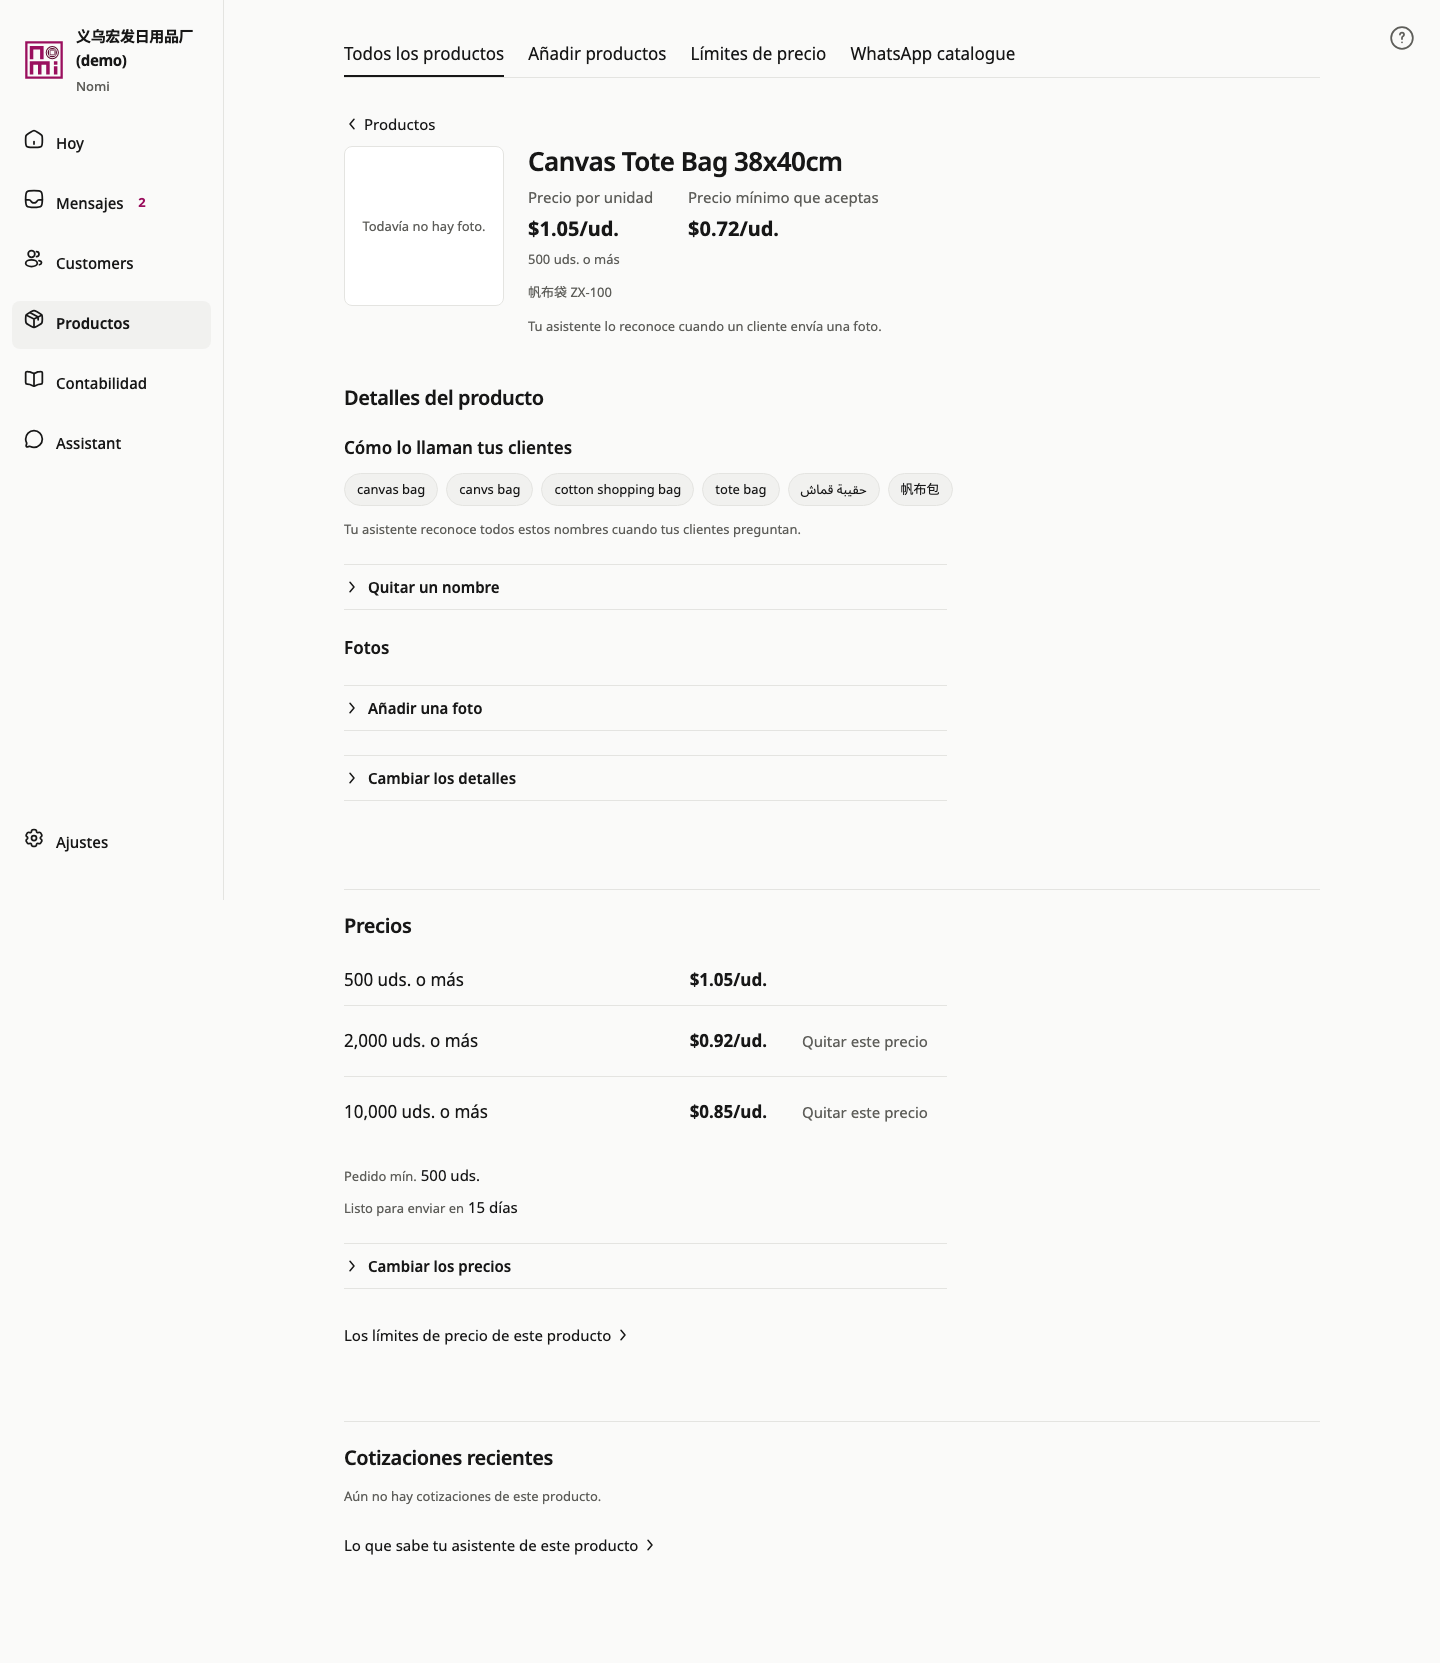 义乌宏发日用品厂
(demo)
Nomi
Hoy
Mensajes 2
Customers
Productos
Contabilidad
Assistant
Ajustes
Todos los productos Añadir productos Límites de precio WhatsApp catalogue
Productos
Todavía no hay foto.
Canvas Tote Bag 38x40cm
Precio por unidad Precio mínimo que aceptas
$1.05/ud. $0.72/ud.
500 uds. o más
帆布袋 ZX-100
Tu asistente lo reconoce cuando un cliente envía una foto.
Detalles del producto
Cómo lo llaman tus clientes
canvas bag canvs bag cotton shopping bag tote bag حقيبة قماش 帆布包
Tu asistente reconoce todos estos nombres cuando tus clientes preguntan.
Quitar un nombre
Fotos
Añadir una foto
Cambiar los detalles
Precios
500 uds. o más $1.05/ud.
2,000 uds. o más $0.92/ud. Quitar este precio
10,000 uds. o más $0.85/ud. Quitar este precio
Pedido mín. 500 uds.
Listo para enviar en 15 días
Cambiar los precios
Los límites de precio de este producto
Cotizaciones recientes
Aún no hay cotizaciones de este producto.
Lo que sabe tu asistente de este producto